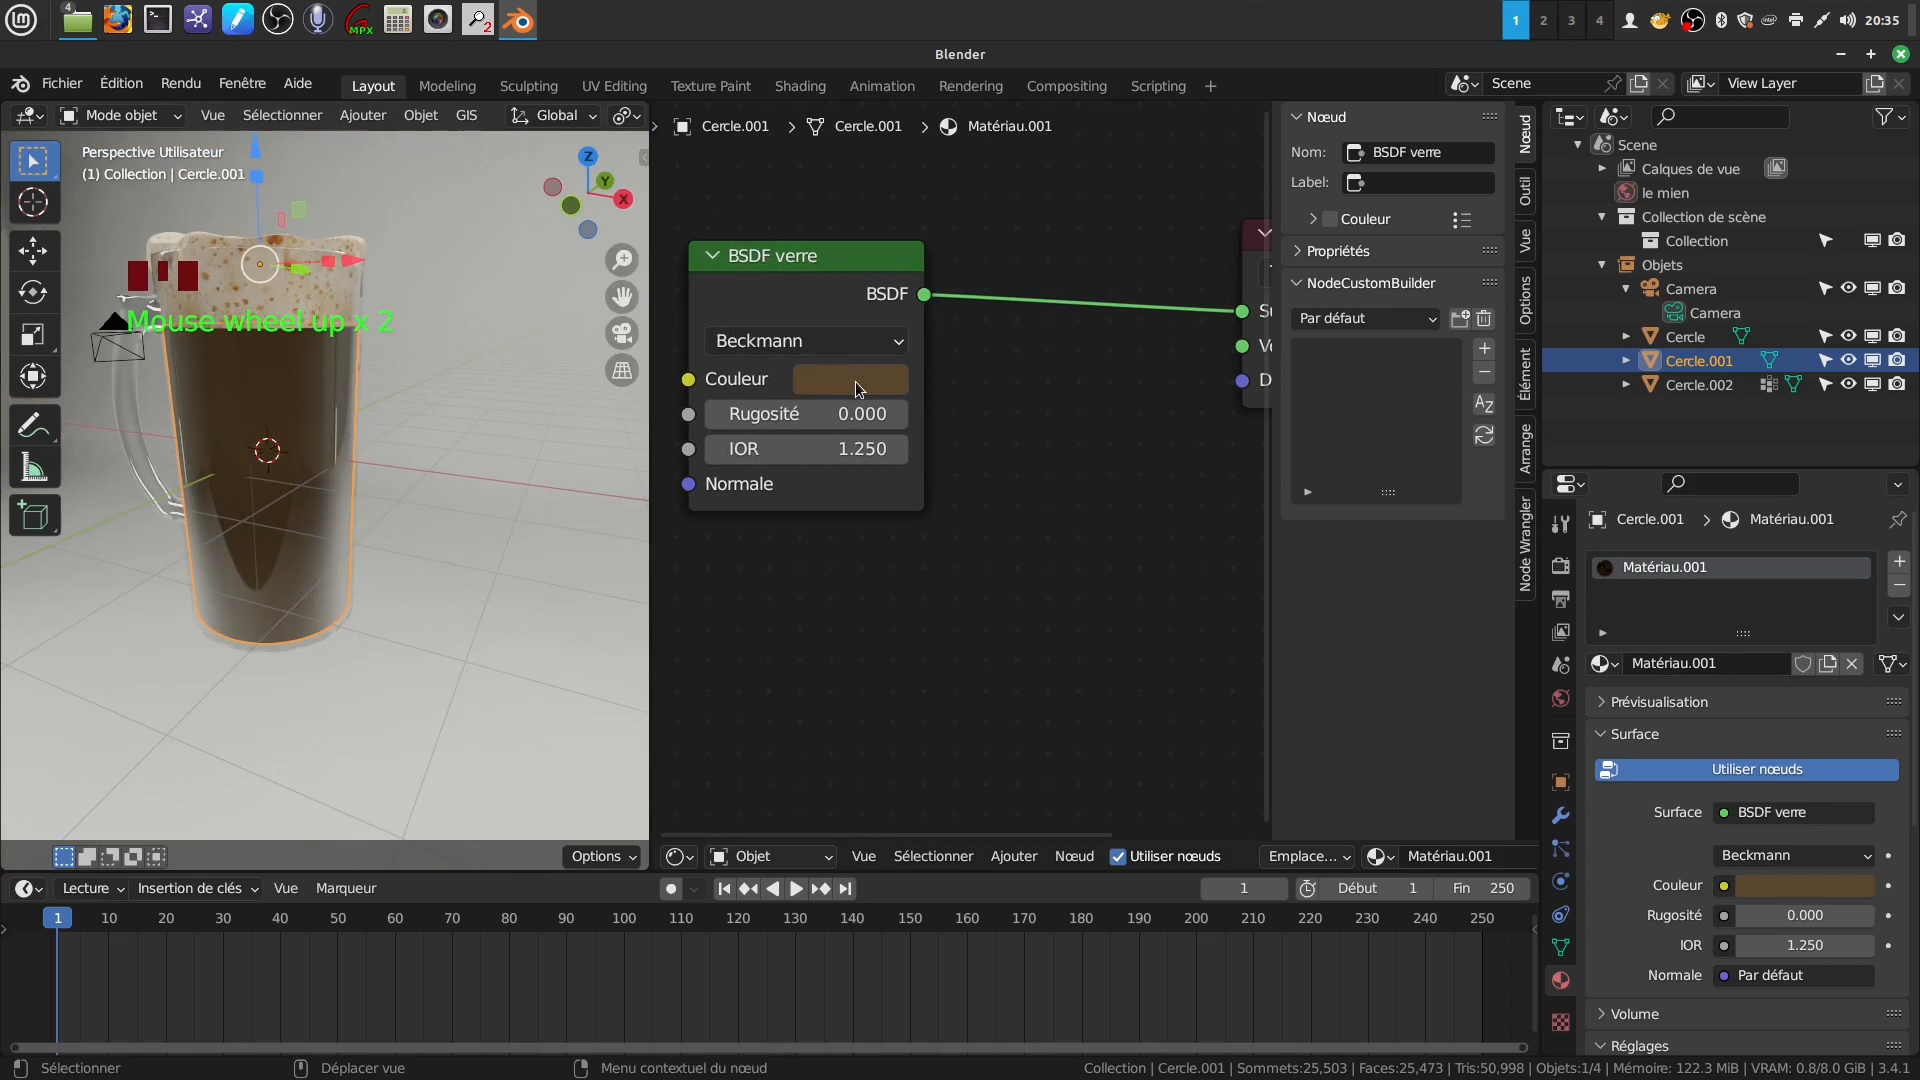 4
MPX
2
1 2 3 4
20:35
Blender
Fichier Édition Rendu Fenêtre Aide
Layout Modeling Sculpting UV Editing Texture Paint Shading Animation Rendering Compositing Scripting +
Scene
View Layer
Mode objet Vue Sélectionner Ajouter Objet GIS Global
Perspective Utilisateur
(1) Collection | Cercle.001
Z
Y
X
Mouse wheel up x 2
Options
Cercle.001 > Cercle.001 > Matériau.001
BSDF verre
BSDF
Beckmann
Couleur
Rugosité 0.000
IOR 1.250
Normale
Nœud
Nom: BSDF verre
Label:
Couleur
Propriétés
NodeCustomBuilder
Par défaut
Nœud
Outil
Vue
Options
Élément
Arrange
Node Wrangler
Objet Vue Sélectionner Ajouter Nœud Utiliser nœuds Emplace... Matériau.001
Scene
Calques de vue
le mien
Collection de scène
Collection
Objets
Camera
Camera
Cercle
Cercle.001
Cercle.002
Cercle.001 > Matériau.001
Matériau.001
Matériau.001
Prévisualisation
Surface
Utiliser nœuds
Surface BSDF verre
Beckmann
Couleur
Rugosité 0.000
IOR 1.250
Normale Par défaut
Volume
Réglages
Lecture Insertion de clés Vue Marqueur
1 Début 1 Fin 250
1 10 20 30 40 50 60 70 80 90 100 110 120 130 140 150 160 170 180 190 200 210 220 230 240 250
Sélectionner Déplacer vue Menu contextuel du nœud
Collection | Cercle.001 | Sommets:25,503 | Faces:25,473 | Tris:50,998 | Objets:1/4 | Mémoire: 122.3 MiB | VRAM: 0.8/8.0 GiB | 3.4.1